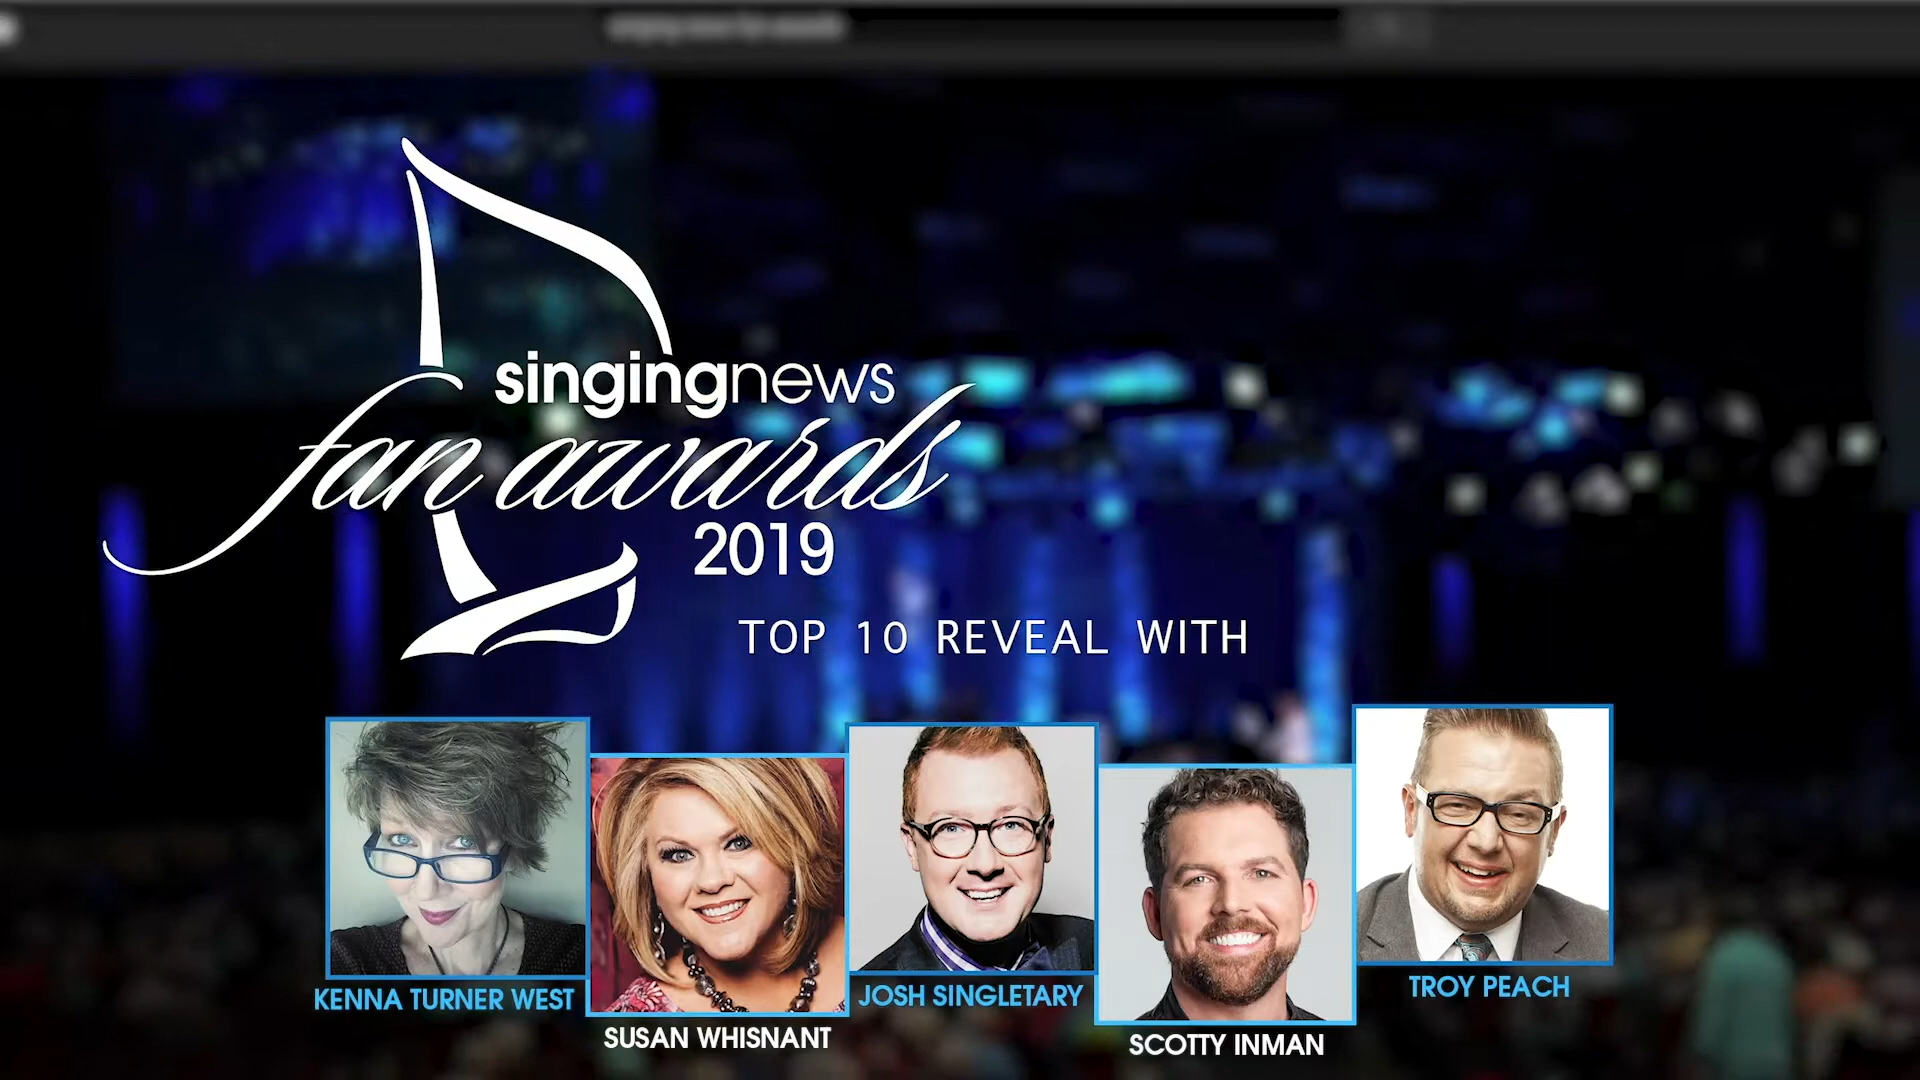 singingnews
fan awards
2019
TOP 10 REVEAL WITH
KENNA TURNER WEST
SUSAN WHISNANT
JOSH SINGLETARY
SCOTTY INMAN
TROY PEACH